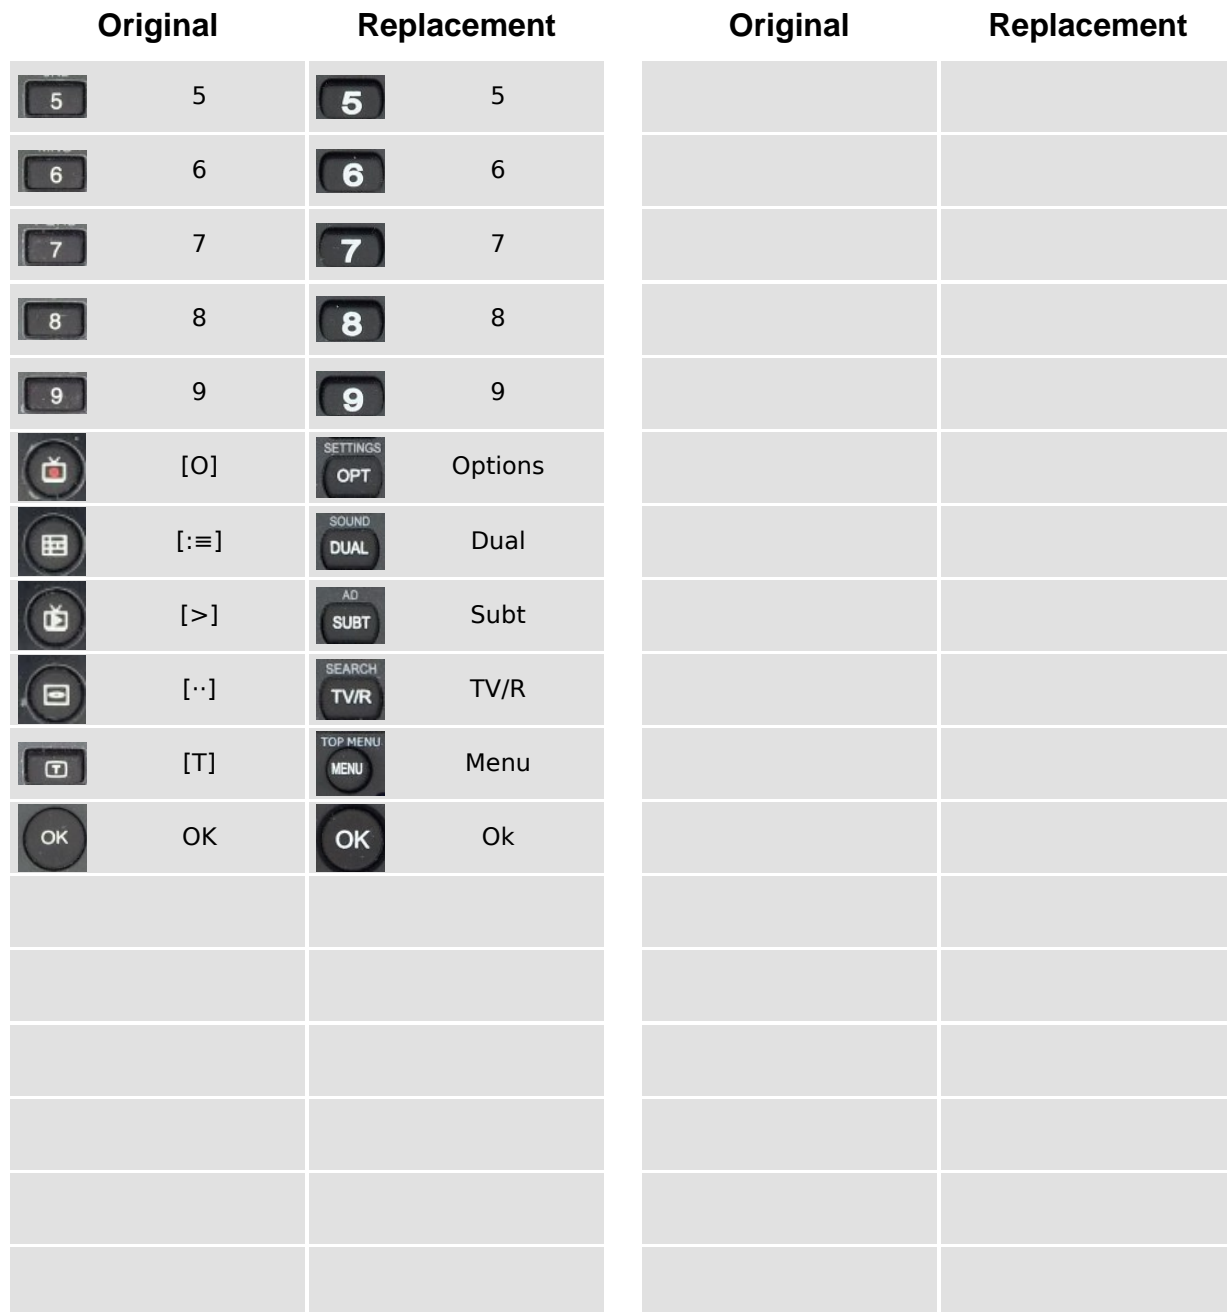 Original Replacement Original Replacement
5 5 5 5
6 6 6 6
7 7 7 7
8 8 8 8
9 9 9 9
[O] SETTINGS OPT Options
[:≡] SOUND DUAL Dual
[>] AD SUBT Subt
[··] SEARCH TV/R TV/R
T [T] TOP MENU MENU Menu
OK OK OK Ok